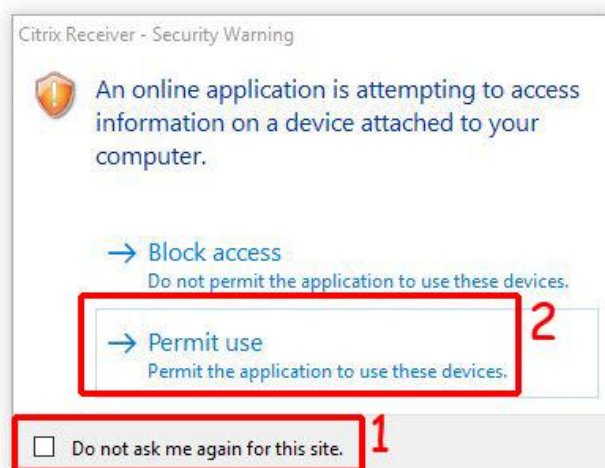 Citrix Receiver - Security Warning
An online application is attempting to access
information on a device attached to your
computer.
→ Block access
Do not permit the application to use these devices.
→ Permit use
Permit the application to use these devices.
2
Do not ask me again for this site.
1